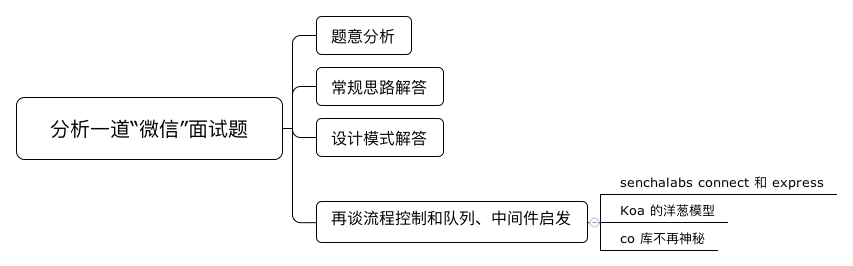 分析一道“微信”面试题
题意分析
常规思路解答
设计模式解答
再谈流程控制和队列、中间件启发
senchalabs connect 和 express
Koa 的洋葱模型
co 库不再神秘